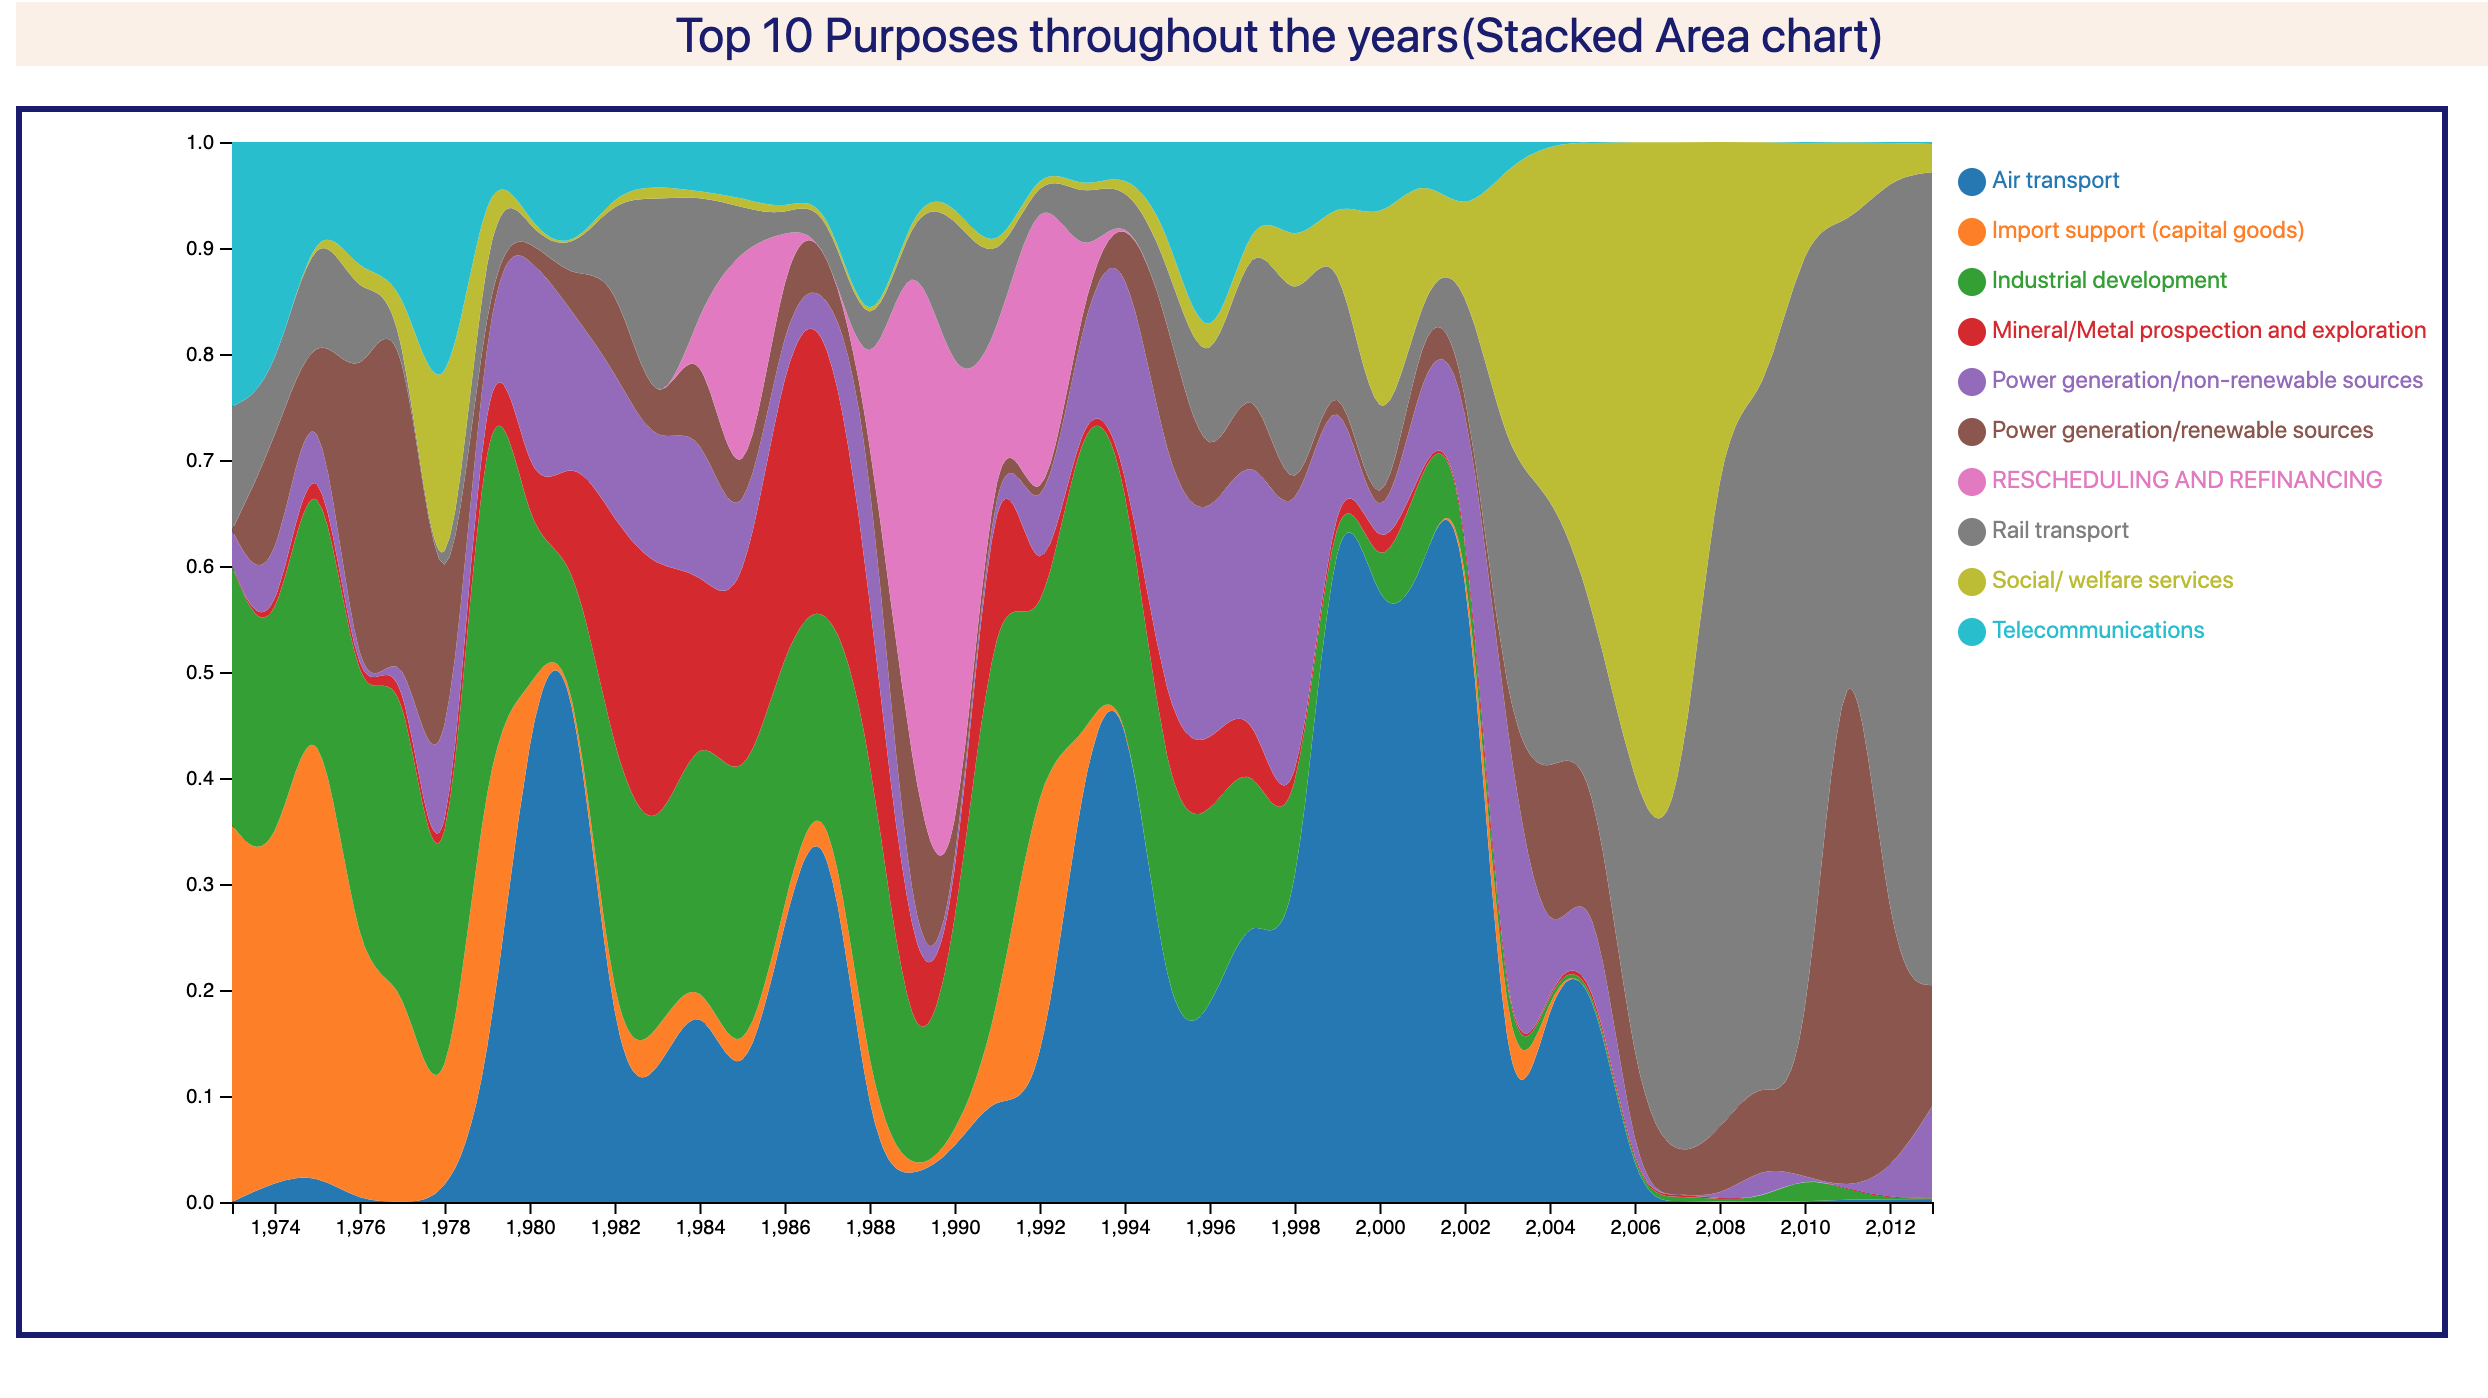 Top 10 Purposes throughout the years(Stacked Area chart)
1.0
0.9
0.8
0.7
0.6
0.5
0.4
0.3
0.2
0.1
0.0
1,974 1,976 1,978 1,980 1,982 1,984 1,986 1,988 1,990 1,992 1,994 1,996 1,998 2,000 2,002 2,004 2,006 2,008 2,010 2,012
Air transport
Import support (capital goods)
Industrial development
Mineral/Metal prospection and exploration
Power generation/non-renewable sources
Power generation/renewable sources
RESCHEDULING AND REFINANCING
Rail transport
Social/ welfare services
Telecommunications